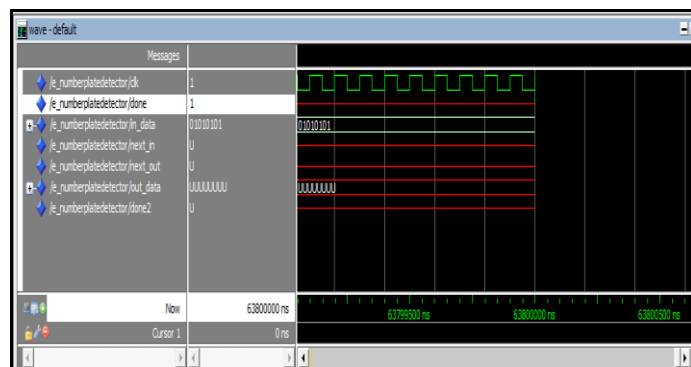 wave - default
Messages
/e_numberplatedetector/clk 1
/e_numberplatedetector/done 1
/e_numberplatedetector/in_data 01010101 01010101
/e_numberplatedetector/next_in U
/e_numberplatedetector/next_out U
/e_numberplatedetector/out_data UUUUUUUU UUUUUUUU
/e_numberplatedetector/done2 U
Now 63800000 ns 63799500 ns 63800000 ns 63800500 ns
Cursor 1 0 ns